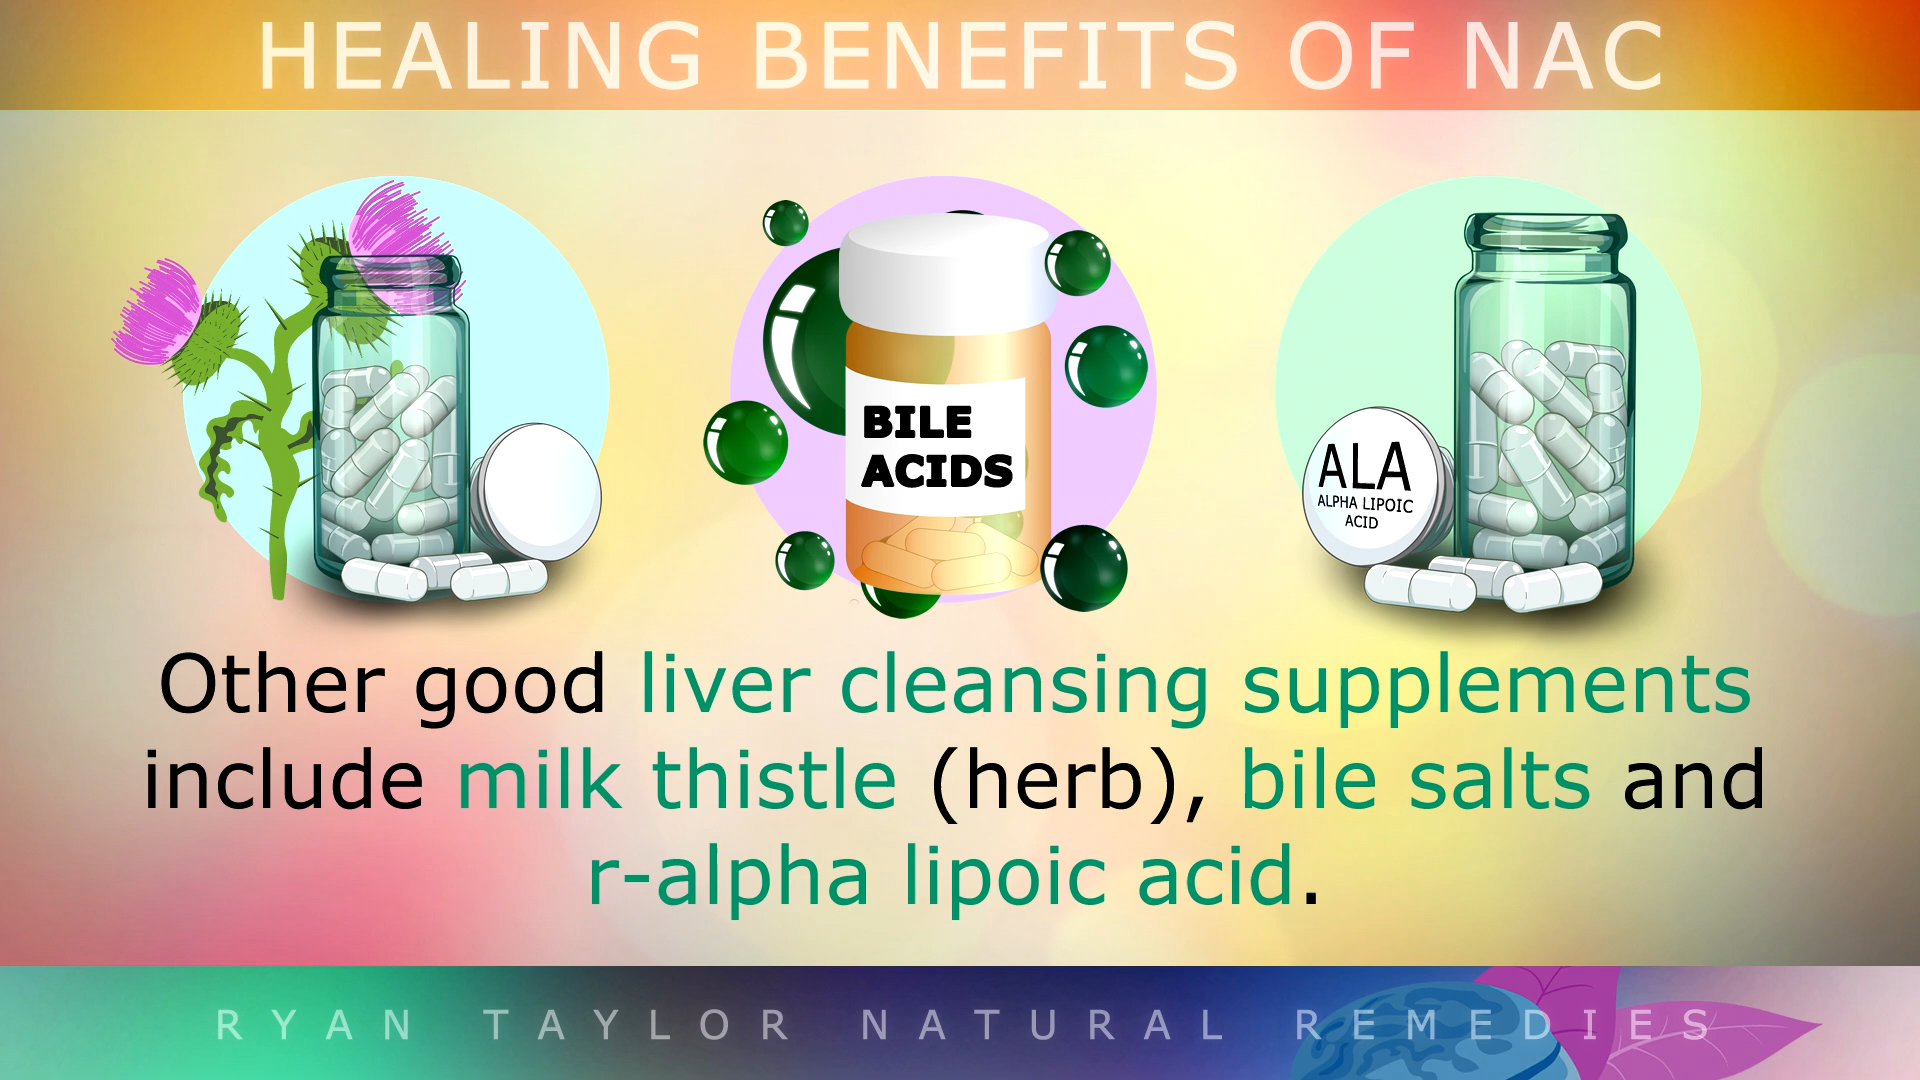 HEALING BENEFITS OF NAC
BILE
ACIDS
ALA
ALPHA LIPOIC
ACID
Other good liver cleansing supplements
include milk thistle (herb), bile salts and
r-alpha lipoic acid.
RYAN TAYLOR NATURAL REMEDIES